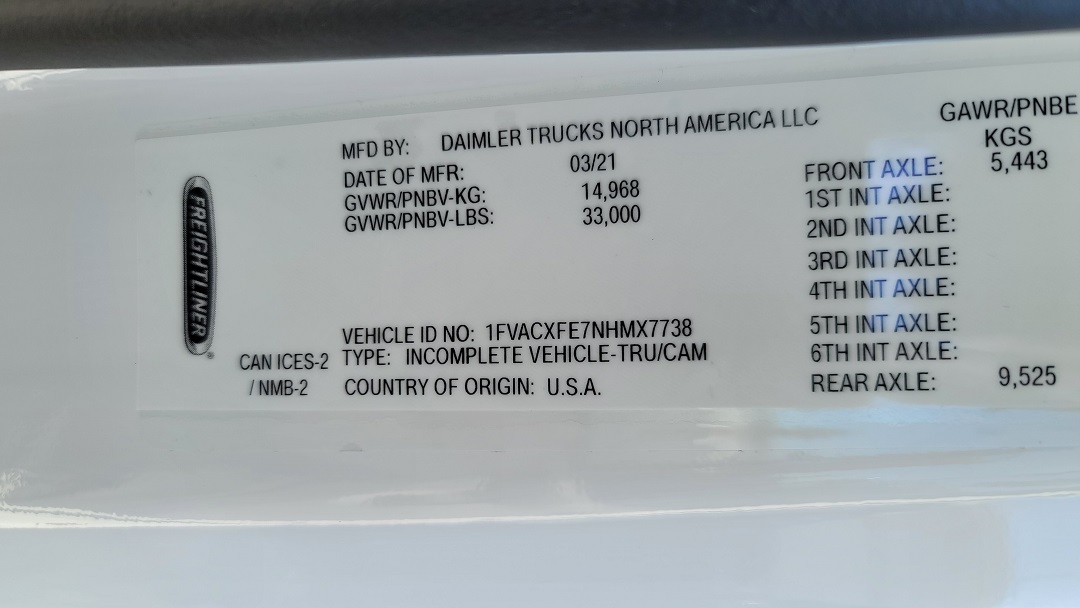 FREIGHTLINER
MFD BY: DAIMLER TRUCKS NORTH AMERICA LLC
DATE OF MFR: 03/21
GVWR/PNBV-KG: 14,968
GVWR/PNBV-LBS: 33,000
CAN ICES-2
/ NMB-2
VEHICLE ID NO: 1FVACXFE7NHMX7738
TYPE: INCOMPLETE VEHICLE-TRU/CAM
COUNTRY OF ORIGIN: U.S.A.
GAWR/PNBE
KGS
FRONT AXLE: 5,443
1ST INT AXLE:
2ND INT AXLE:
3RD INT AXLE:
4TH INT AXLE:
5TH INT AXLE:
6TH INT AXLE:
REAR AXLE: 9,525